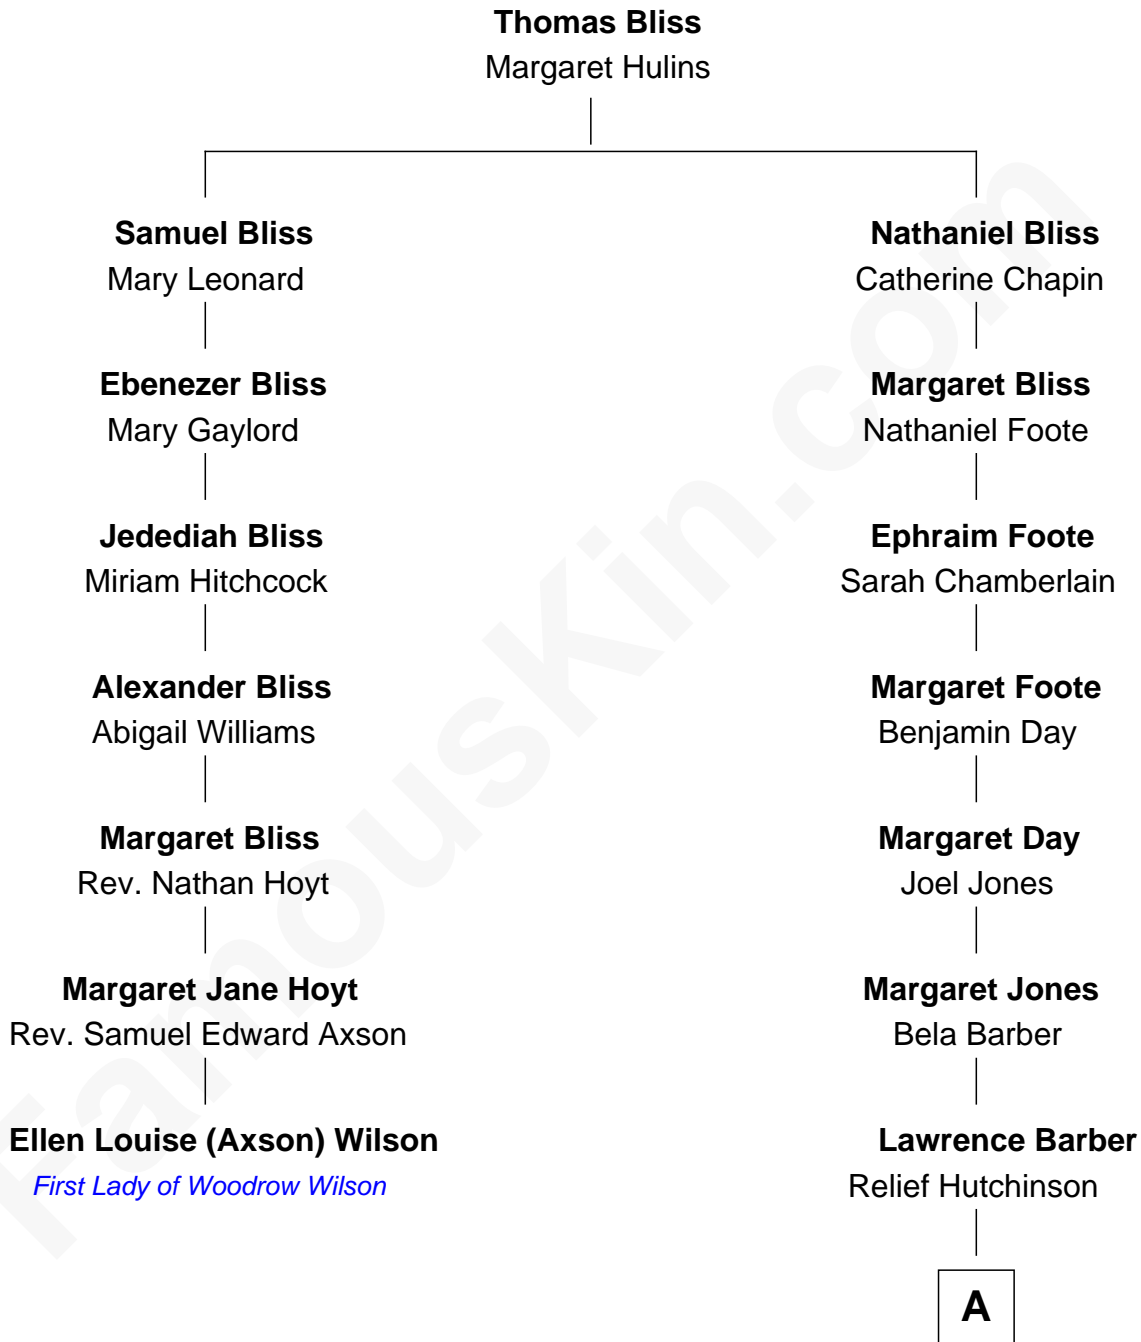 Thomas Bliss
Margaret Hulins
Samuel Bliss
Mary Leonard
Nathaniel Bliss
Catherine Chapin
Ebenezer Bliss
Mary Gaylord
Margaret Bliss
Nathaniel Foote
Jedediah Bliss
Miriam Hitchcock
Ephraim Foote
Sarah Chamberlain
Alexander Bliss
Abigail Williams
Margaret Foote
Benjamin Day
Margaret Bliss
Rev. Nathan Hoyt
Margaret Day
Joel Jones
Margaret Jane Hoyt
Rev. Samuel Edward Axson
Margaret Jones
Bela Barber
Ellen Louise (Axson) Wilson
First Lady of Woodrow Wilson
Lawrence Barber
Relief Hutchinson
A
FamousKin.com